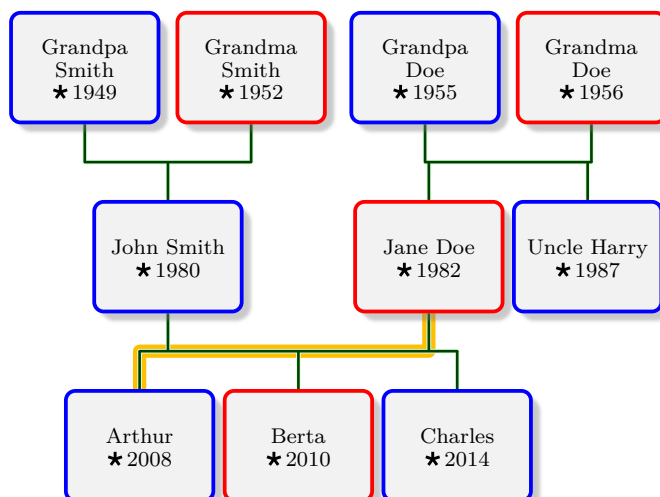 Grandpa
Smith
★ 1949
Grandma
Smith
★ 1952
Grandpa
Doe
★ 1955
Grandma
Doe
★ 1956
John Smith
★ 1980
Jane Doe
★ 1982
Uncle Harry
★ 1987
Arthur
★ 2008
Berta
★ 2010
Charles
★ 2014